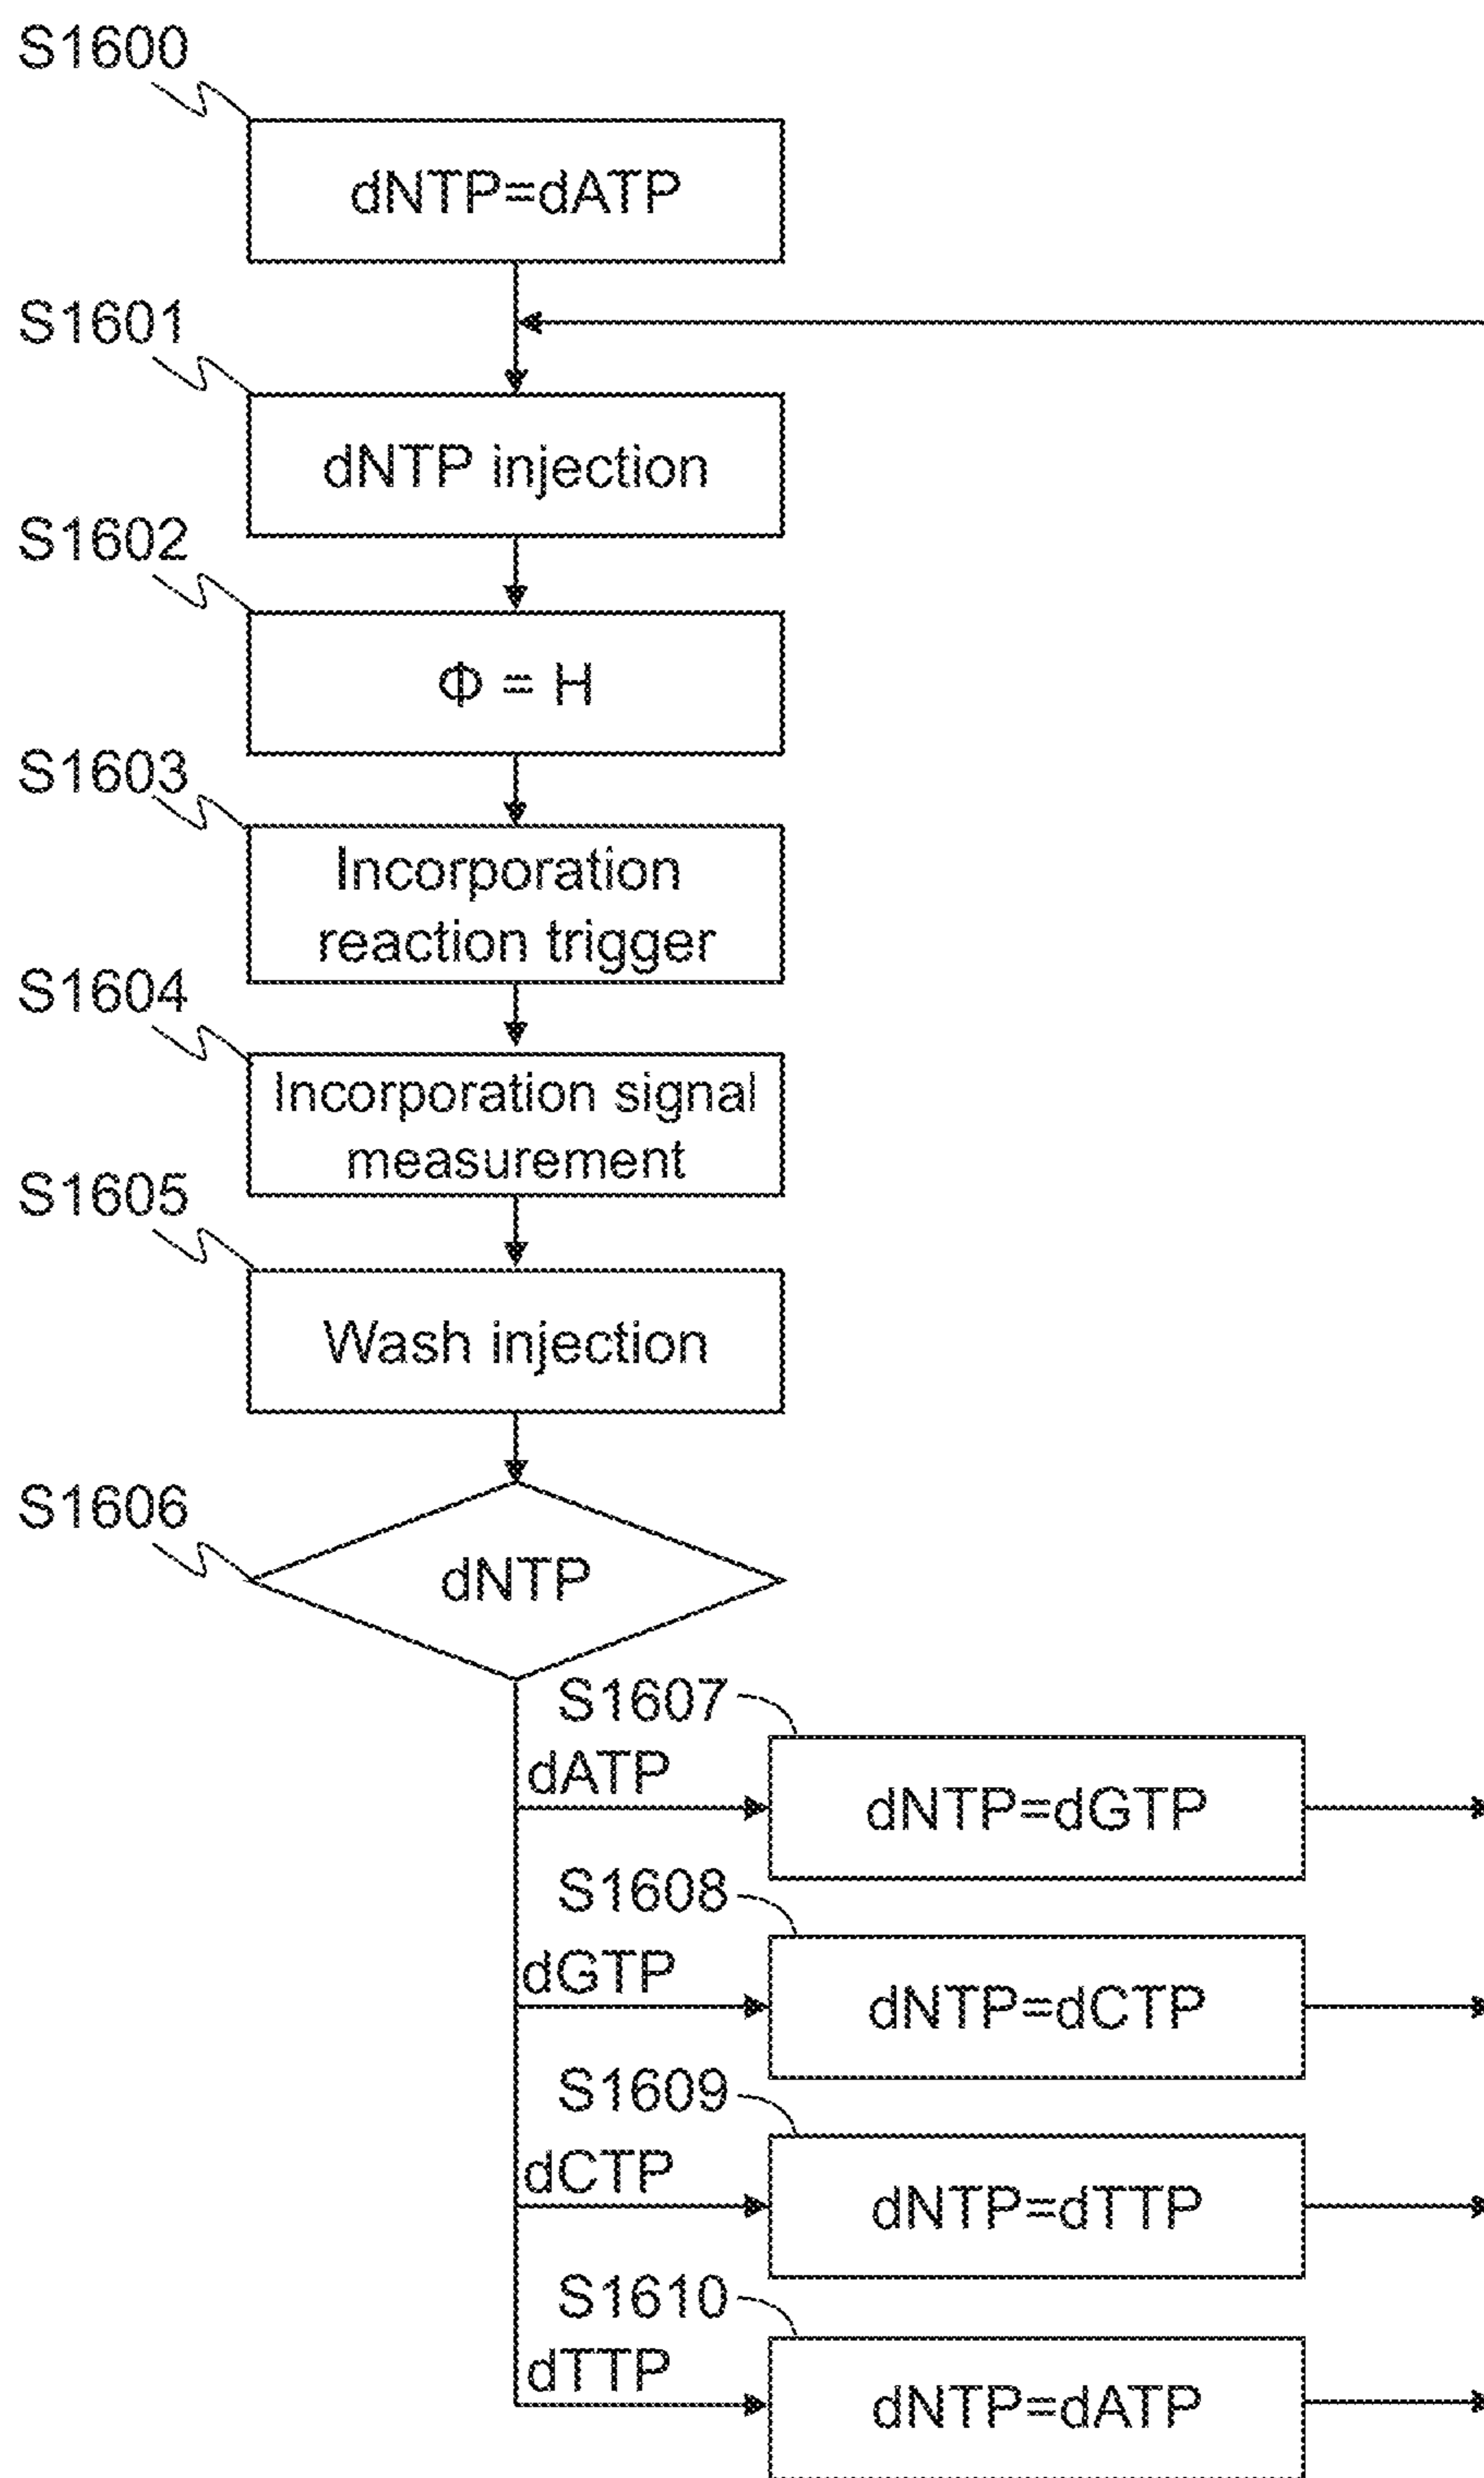 S1600
dNTP=dATP
S1601
dNTP injection
S1602
Φ = H
S1603
Incorporation
reaction trigger
S1604
Incorporation signal
measurement
S1605
Wash injection
S1606
dNTP
S1607
dATP
dNTP=dGTP
S1608
dGTP
dNTP=dCTP
S1609
dCTP
dNTP=dTTP
S1610
dTTP
dNTP=dATP